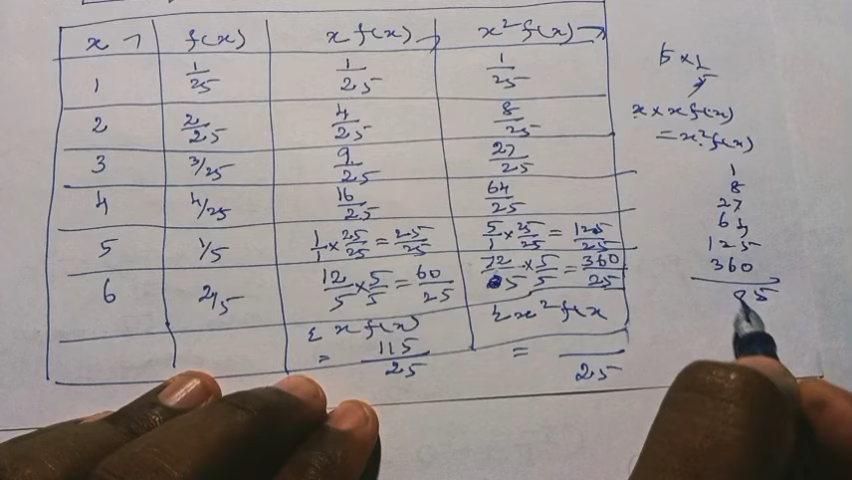 x → f(x) x f(x) → x² f(x) →
1 1/25 1/25 1/25
2 2/25 4/25 8/25
3 3/25 9/25 27/25
4 4/25 16/25 64/25
5 1/5 1/1 × 25/25 = 25/25 5/1 × 25/25 = 125/25
6 2/5 12/5 × 5/5 = 60/25 72/5 × 5/5 = 360/25
Σ x f(x) Σ x² f(x
= 115/25 = /25
5 × 1/5
x × x f(x)
= x² f(x)
1
8
27
64
125
360
85